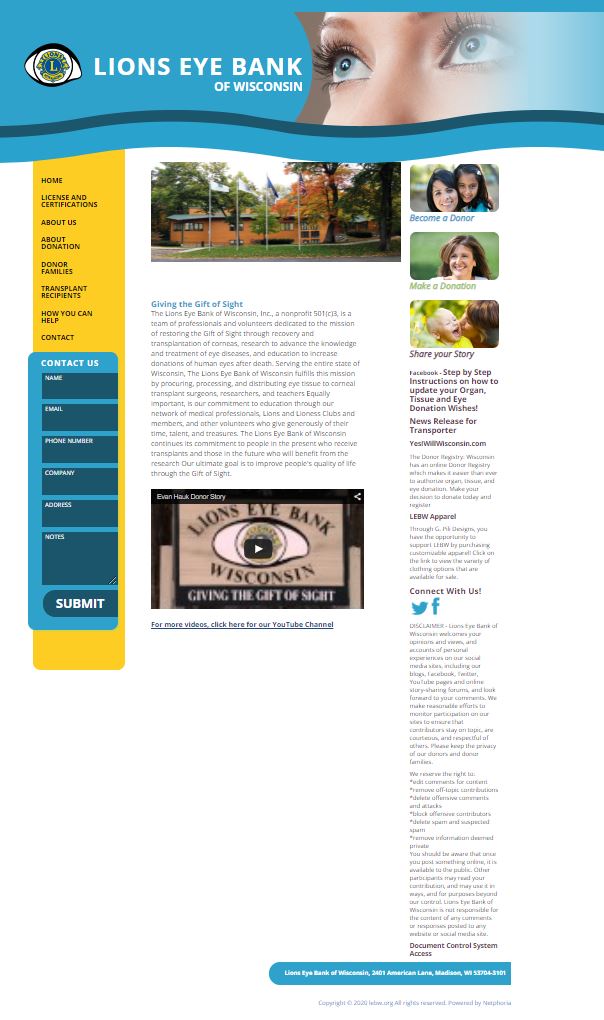 LIONS EYE BANK
OF WISCONSIN
HOME
LICENSE AND
CERTIFICATIONS
ABOUT US
ABOUT
DONATION
DONOR
FAMILIES
TRANSPLANT
RECIPIENTS
HOW YOU CAN
HELP
CONTACT
CONTACT US
NAME
EMAIL
PHONE NUMBER
COMPANY
ADDRESS
NOTES
SUBMIT
Giving the Gift of Sight
The Lions Eye Bank of Wisconsin, Inc., a nonprofit 501(c)3, is a
team of professionals and volunteers dedicated to the mission
of restoring the Gift of Sight through recovery and
transplantation of corneas, research to advance the knowledge
and treatment of eye diseases, and education to increase
donations of human eyes after death. Serving the entire state of
Wisconsin, The Lions Eye Bank of Wisconsin fulfills this mission
by procuring, processing, and distributing eye tissue to corneal
transplant surgeons, researchers, and teachers Equally
important, is our commitment to education through our
network of medical professionals, Lions and Lioness Clubs and
members, and other volunteers who give generously of their
time, talent, and treasures. The Lions Eye Bank of Wisconsin
continues its commitment to people in the present who receive
transplants and those in the future who will benefit from the
research Our ultimate goal is to improve people's quality of life
through the Gift of Sight.
Evan Hauk Donor Story
LIONS EYE BANK
WISCONSIN
GIVING THE GIFT OF SIGHT
For more videos, click here for our YouTube Channel
Become a Donor
Make a Donation
Share your Story
Facebook - Step by Step
Instructions on how to
update your Organ,
Tissue and Eye
Donation Wishes!
News Release for
Transporter
YesIWillWisconsin.com
The Donor Registry. Wisconsin
has an online Donor Registry
which makes it easier than ever
to authorize organ, tissue, and
eye donation. Make your
decision to donate today and
register
LEBW Apparel
Through G. Pili Designs, you
have the opportunity to
support LEBW by purchasing
customizable apparel! Click on
the link to view the variety of
clothing options that are
available for sale.
Connect With Us!
DISCLAIMER - Lions Eye Bank of
Wisconsin welcomes your
opinions and views, and
accounts of personal
experiences on our social
media sites, including our
blogs, Facebook, Twitter,
YouTube pages and online
story-sharing forums, and look
forward to your comments. We
make reasonable efforts to
monitor participation on our
sites to ensure that
contributors stay on topic, are
courteous, and respectful of
others. Please keep the privacy
of our donors and donor
families.
We reserve the right to:
*edit comments for content
*remove off-topic contributions
*delete offensive comments
and attacks
*block offensive contributors
*delete spam and suspected
spam
*remove information deemed
private
You should be aware that once
you post something online, it is
available to the public. Other
participants may read your
contribution, and may use it in
ways, and for purposes beyond
our control. Lions Eye Bank of
Wisconsin is not responsible for
the content of any comments
or responses posted to any
website or social media site.
Document Control System
Access
Lions Eye Bank of Wisconsin, 2401 American Lane, Madison, WI 53704-3101
Copyright © 2020 lebw.org All rights reserved. Powered by Netphoria